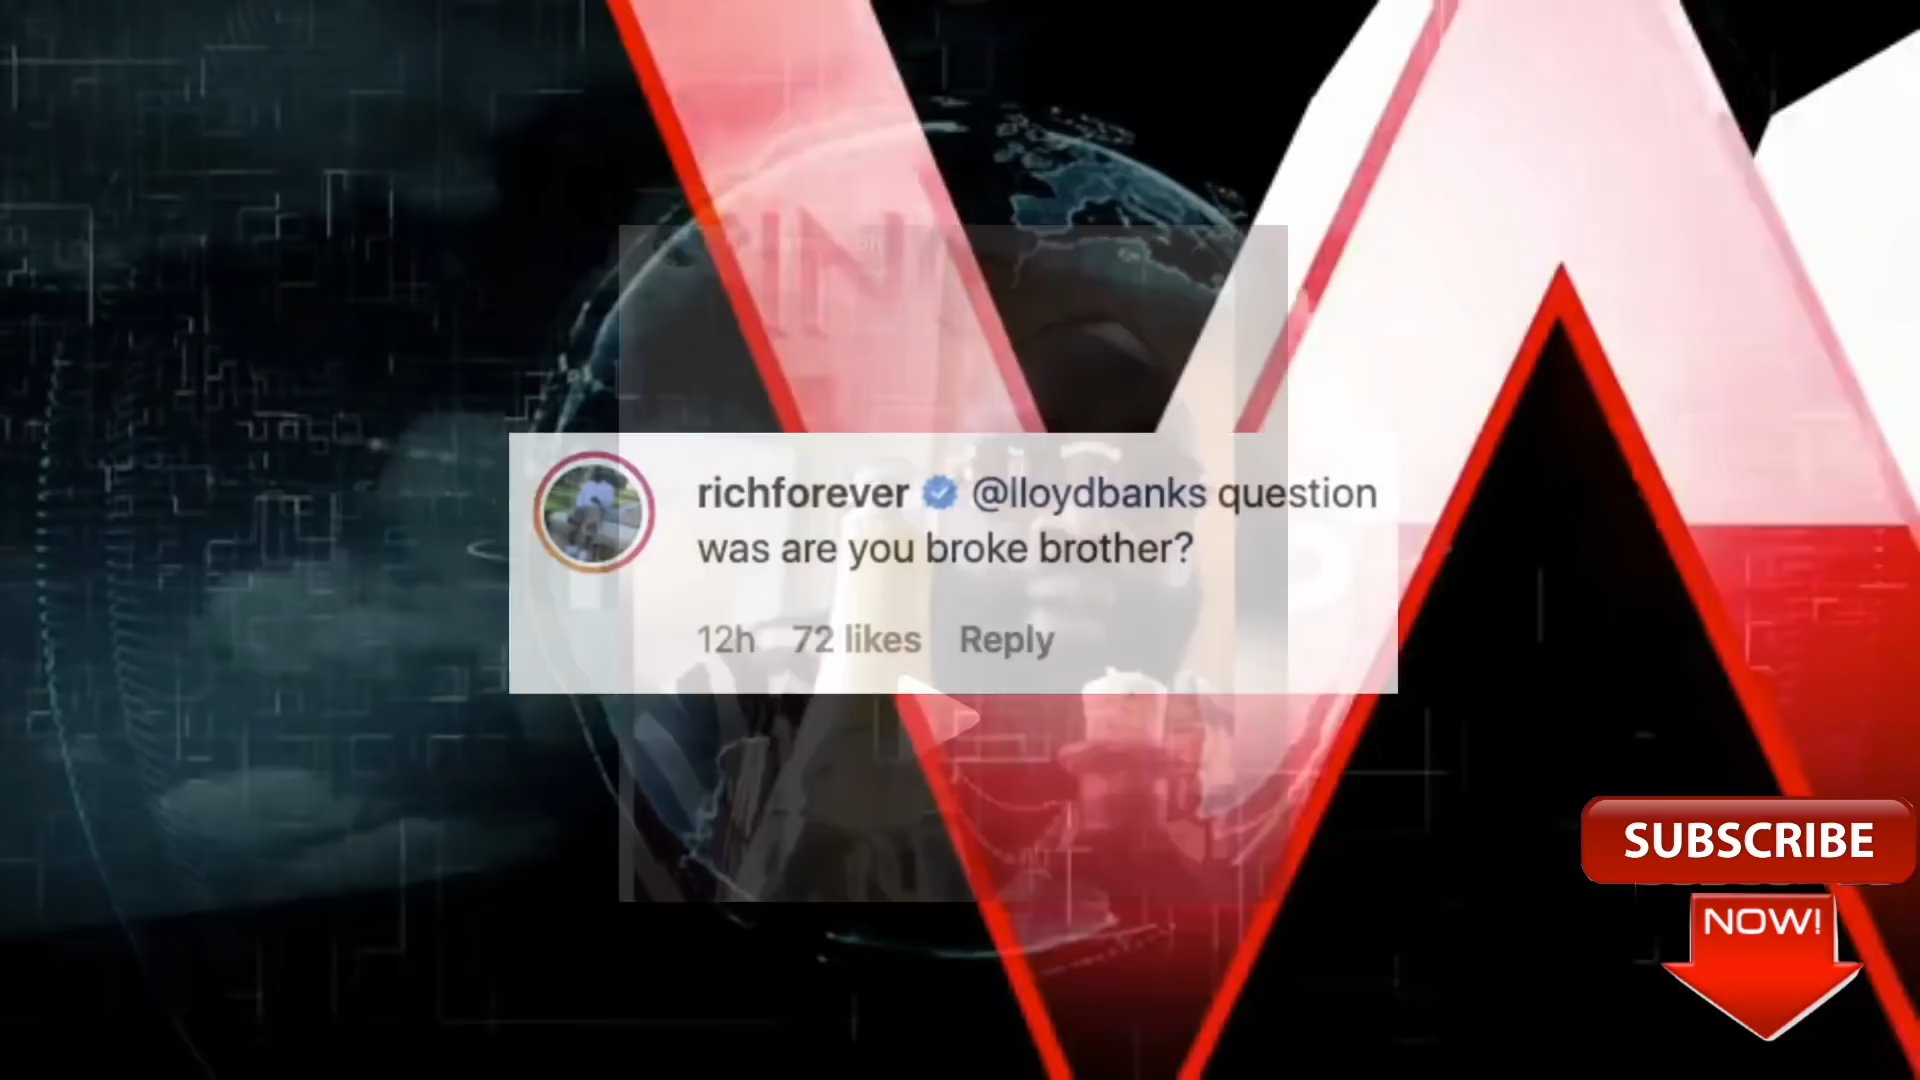 richforever @lloydbanks question
was are you broke brother?
12h 72 likes Reply
SUBSCRIBE
NOW!